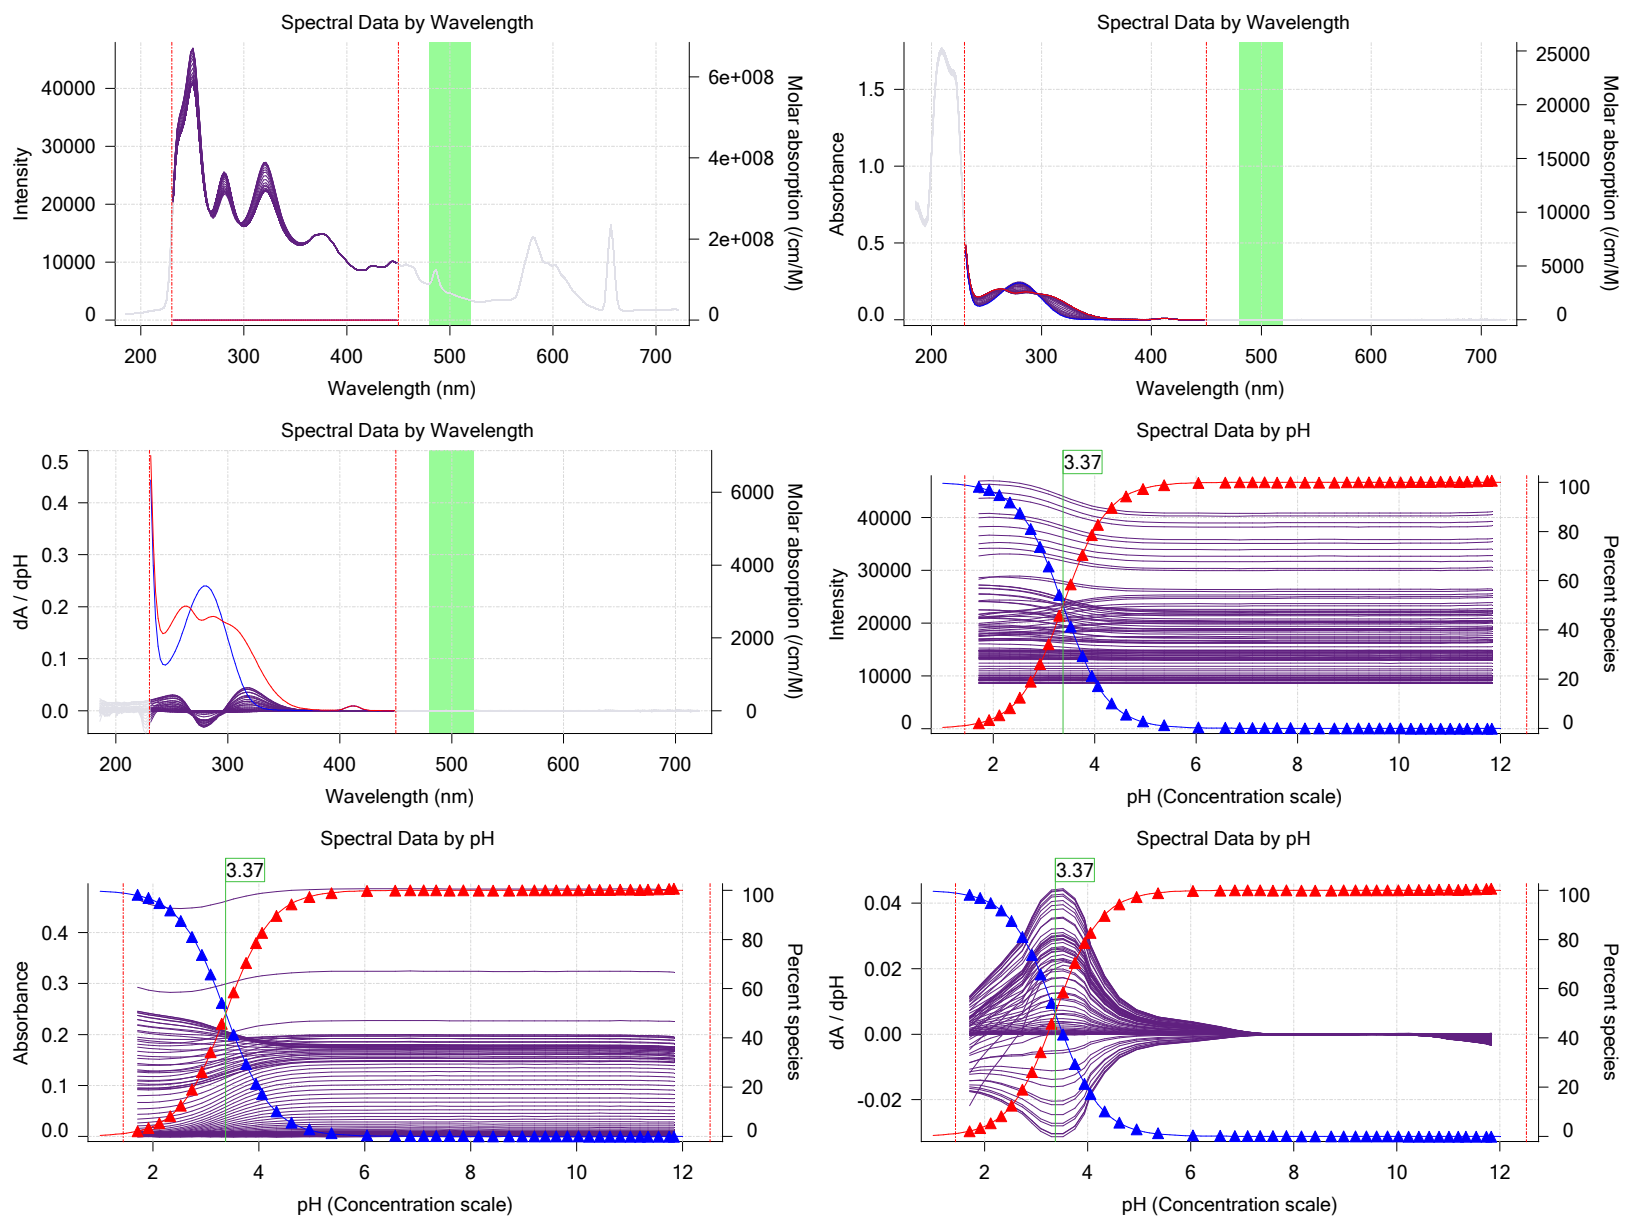 Spectral Data by Wavelength
Intensity
40000
30000
20000
10000
0
6e+008
4e+008
2e+008
0
Molar absorption (/cm/M)
200 300 400 500 600 700
Wavelength (nm)
Spectral Data by Wavelength
Absorbance
1.5
1.0
0.5
0.0
25000
20000
15000
10000
5000
0
Molar absorption (/cm/M)
200 300 400 500 600 700
Wavelength (nm)
Spectral Data by Wavelength
dA / dpH
0.5
0.4
0.3
0.2
0.1
0.0
6000
4000
2000
0
Molar absorption (/cm/M)
200 300 400 500 600 700
Wavelength (nm)
Spectral Data by pH
3.37
Intensity
40000
30000
20000
10000
0
100
80
60
40
20
0
Percent species
2 4 6 8 10 12
pH (Concentration scale)
Spectral Data by pH
3.37
Absorbance
0.4
0.3
0.2
0.1
0.0
100
80
60
40
20
0
Percent species
2 4 6 8 10 12
pH (Concentration scale)
Spectral Data by pH
3.37
dA / dpH
0.04
0.02
0.00
-0.02
100
80
60
40
20
0
Percent species
2 4 6 8 10 12
pH (Concentration scale)